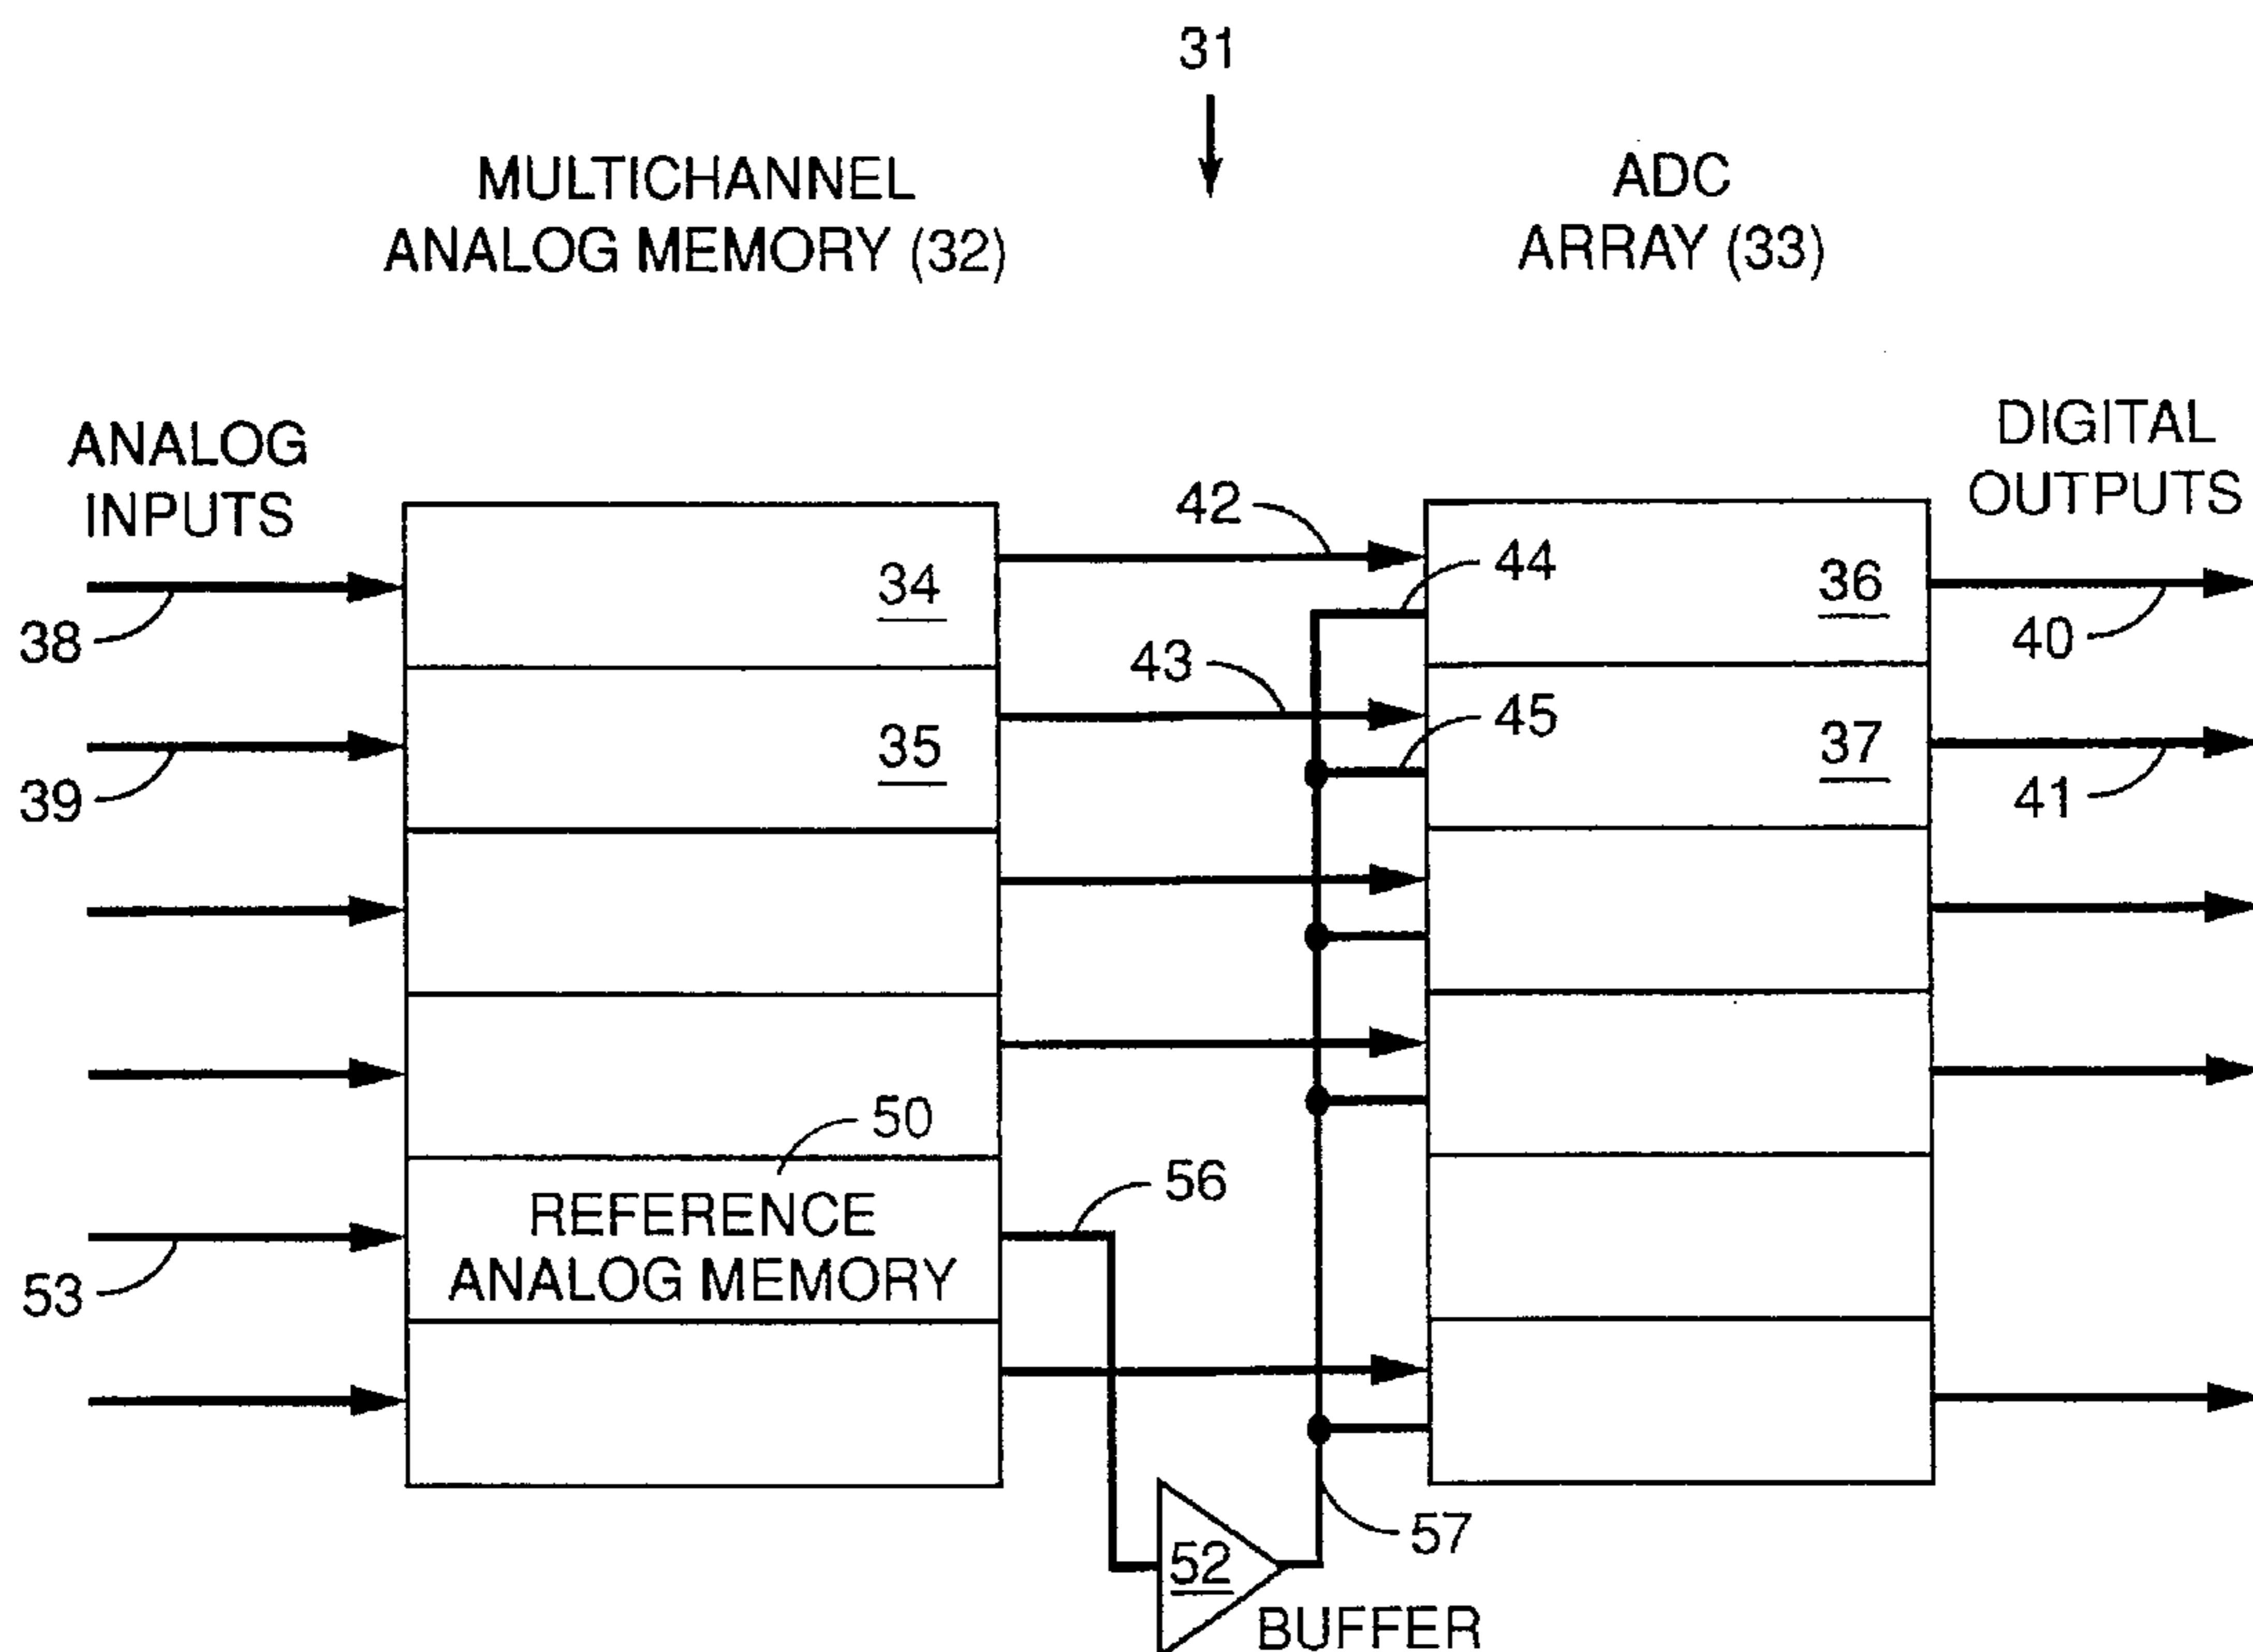 31
MULTICHANNEL
ANALOG MEMORY (32)
ADC
ARRAY (33)
ANALOG
INPUTS
DIGITAL
OUTPUTS
42
44
34
36
38
40
43
45
35
37
39
41
50
56
REFERENCE
ANALOG MEMORY
53
57
52
BUFFER